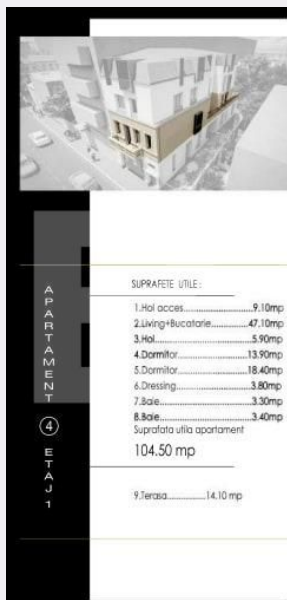 SUPRAFETE UTILE:
1.Hol acces..................9.10mp
2.Living+Bucatarie..........47.10mp
3.Hol........................5.90mp
4.Dormitor..................13.90mp
5.Dormitor..................18.40mp
6.Dressing...................3.80mp
7.Baie.......................3.30mp
8.Baie.......................3.40mp
Suprafata utila apartament
104.50 mp
9.Terasa............14.10 mp
APARTAMENT 4 ETAJ 1